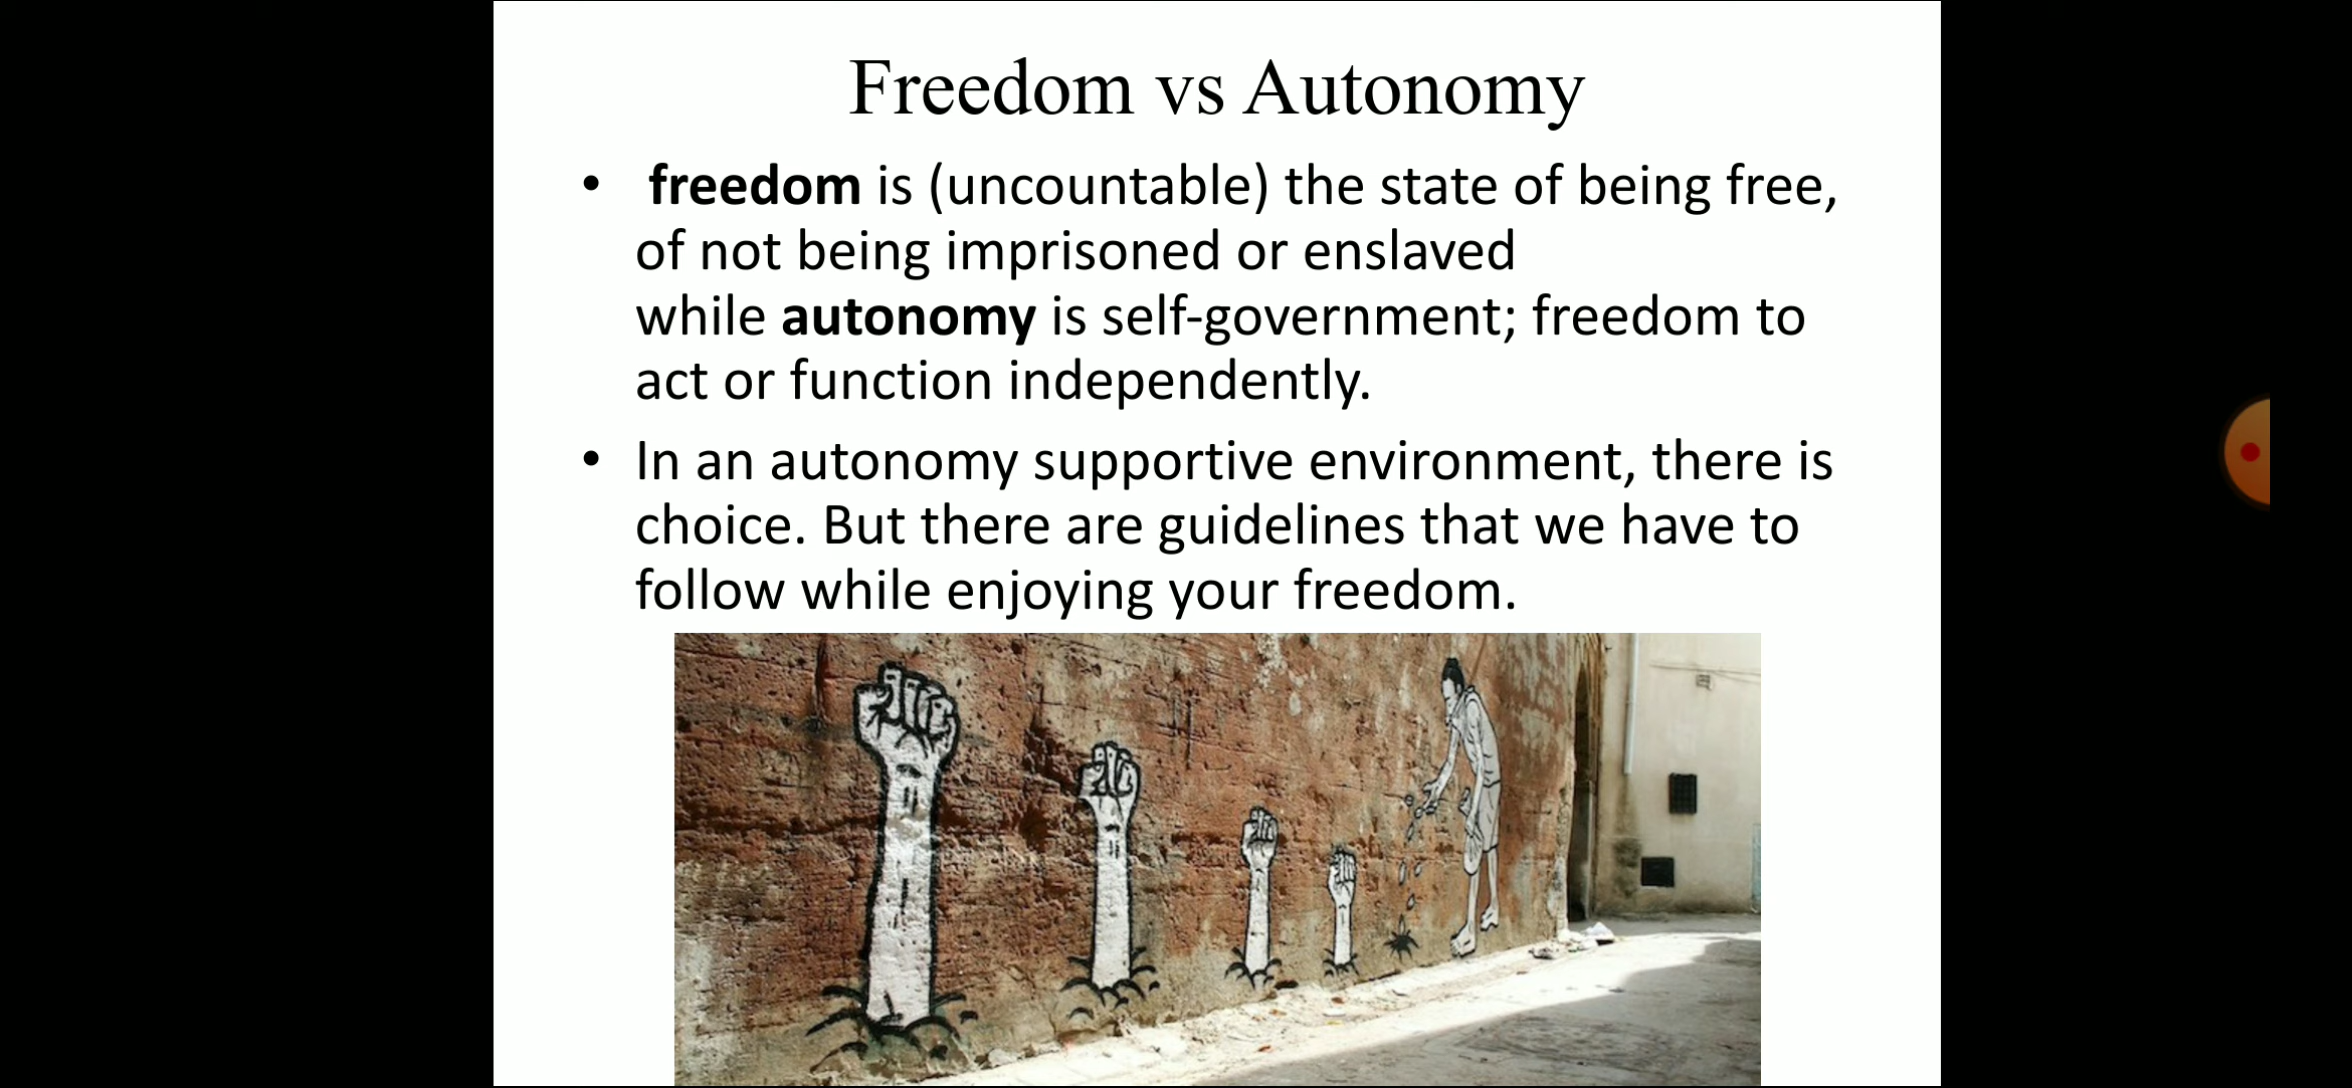 Freedom vs Autonomy
• freedom is (uncountable) the state of being free,
of not being imprisoned or enslaved
while autonomy is self-government; freedom to
act or function independently.
• In an autonomy supportive environment, there is
choice. But there are guidelines that we have to
follow while enjoying your freedom.